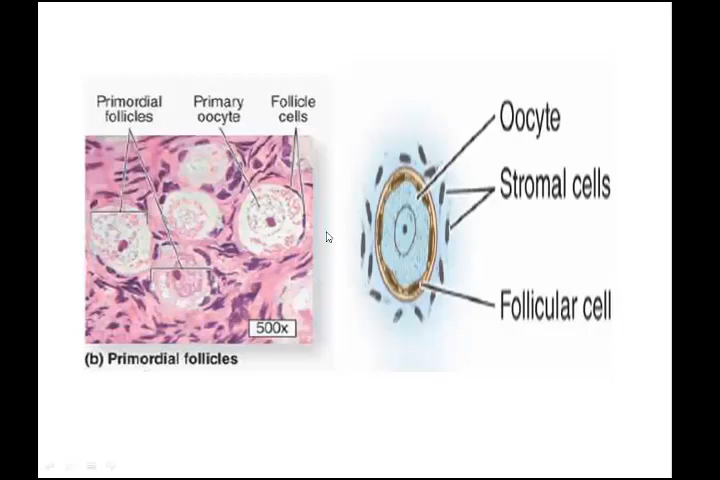 Primordial follicles
Primary oocyte
Follicle cells
500x
(b) Primordial follicles
Oocyte
Stromal cells
Follicular cell